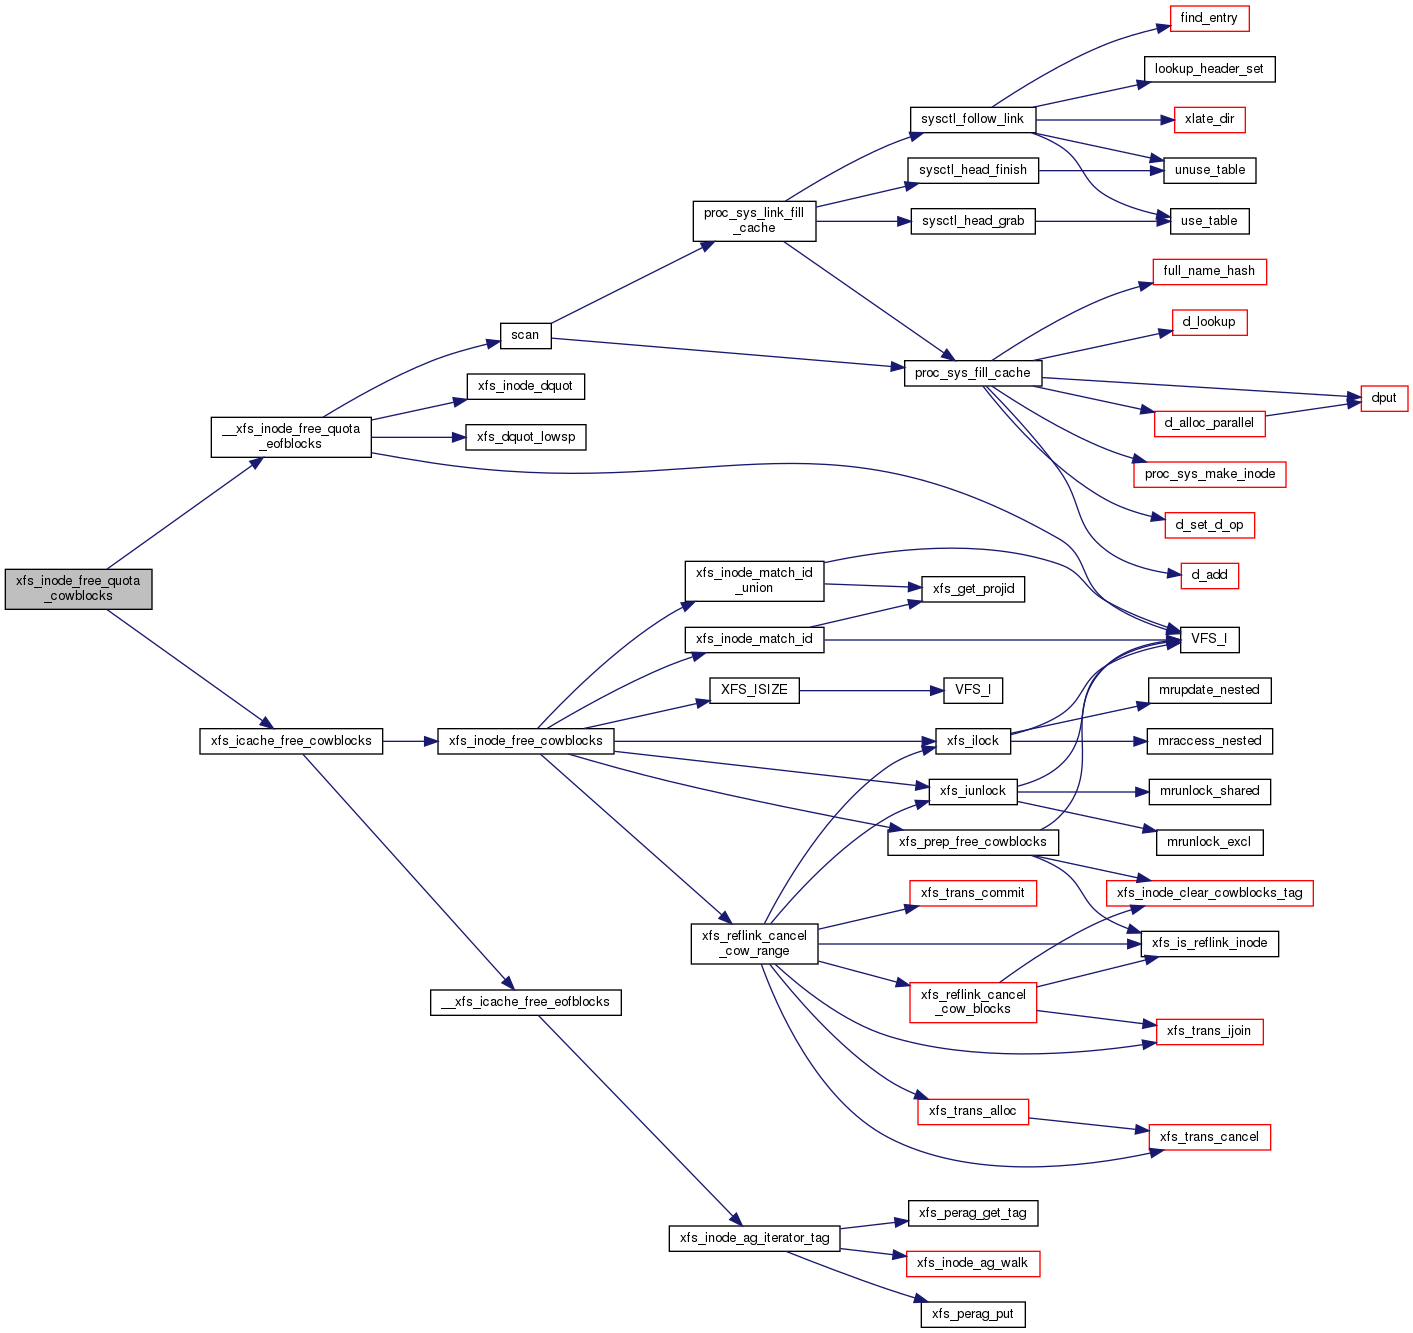 find_entry
lookup_header_set
sysctl_follow_link
xlate_dir
sysctl_head_finish
unuse_table
proc_sys_link_fill
_cache
sysctl_head_grab
use_table
full_name_hash
scan
d_lookup
proc_sys_fill_cache
xfs_inode_dquot
dput
d_alloc_parallel
__xfs_inode_free_quota
_eofblocks
xfs_dquot_lowsp
proc_sys_make_inode
d_set_d_op
xfs_inode_free_quota
_cowblocks
xfs_inode_match_id
_union
d_add
xfs_get_projid
xfs_inode_match_id
VFS_I
XFS_ISIZE
VFS_I
mrupdate_nested
xfs_icache_free_cowblocks
xfs_inode_free_cowblocks
xfs_ilock
mraccess_nested
xfs_iunlock
mrunlock_shared
xfs_prep_free_cowblocks
mrunlock_excl
xfs_trans_commit
xfs_inode_clear_cowblocks_tag
xfs_reflink_cancel
_cow_range
xfs_is_reflink_inode
__xfs_icache_free_eofblocks
xfs_reflink_cancel
_cow_blocks
xfs_trans_ijoin
xfs_trans_alloc
xfs_trans_cancel
xfs_perag_get_tag
xfs_inode_ag_iterator_tag
xfs_inode_ag_walk
xfs_perag_put